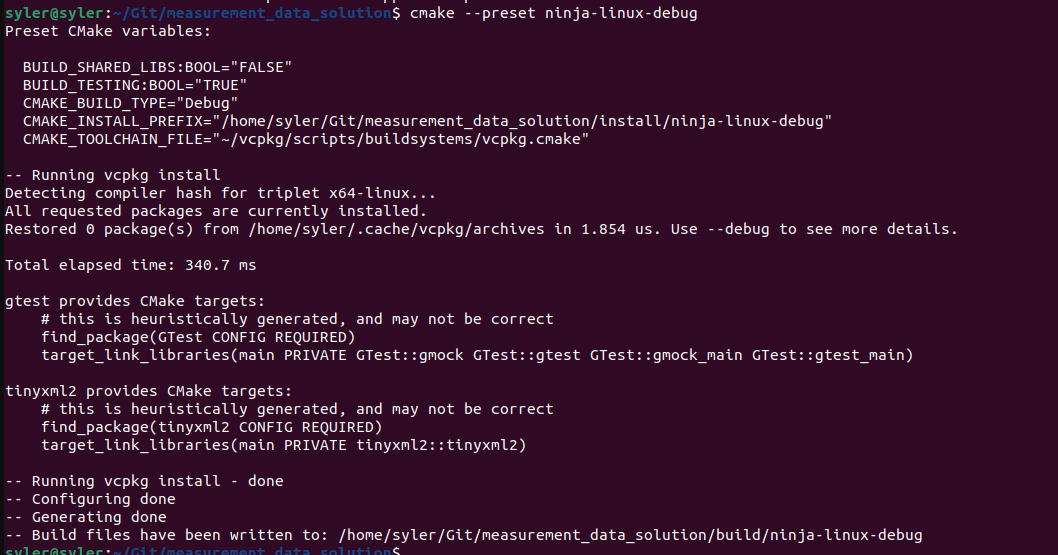 syler@syler:~/Git/measurement_data_solution$ cmake --preset ninja-linux-debug
Preset CMake variables:

  BUILD_SHARED_LIBS:BOOL="FALSE"
  BUILD_TESTING:BOOL="TRUE"
  CMAKE_BUILD_TYPE="Debug"
  CMAKE_INSTALL_PREFIX="/home/syler/Git/measurement_data_solution/install/ninja-linux-debug"
  CMAKE_TOOLCHAIN_FILE="~/vcpkg/scripts/buildsystems/vcpkg.cmake"

-- Running vcpkg install
Detecting compiler hash for triplet x64-linux...
All requested packages are currently installed.
Restored 0 package(s) from /home/syler/.cache/vcpkg/archives in 1.854 us. Use --debug to see more details.

Total elapsed time: 340.7 ms

gtest provides CMake targets:
    # this is heuristically generated, and may not be correct
    find_package(GTest CONFIG REQUIRED)
    target_link_libraries(main PRIVATE GTest::gmock GTest::gtest GTest::gmock_main GTest::gtest_main)

tinyxml2 provides CMake targets:
    # this is heuristically generated, and may not be correct
    find_package(tinyxml2 CONFIG REQUIRED)
    target_link_libraries(main PRIVATE tinyxml2::tinyxml2)

-- Running vcpkg install - done
-- Configuring done
-- Generating done
-- Build files have been written to: /home/syler/Git/measurement_data_solution/build/ninja-linux-debug
syler@syler:~/Git/measurement_data_solution$